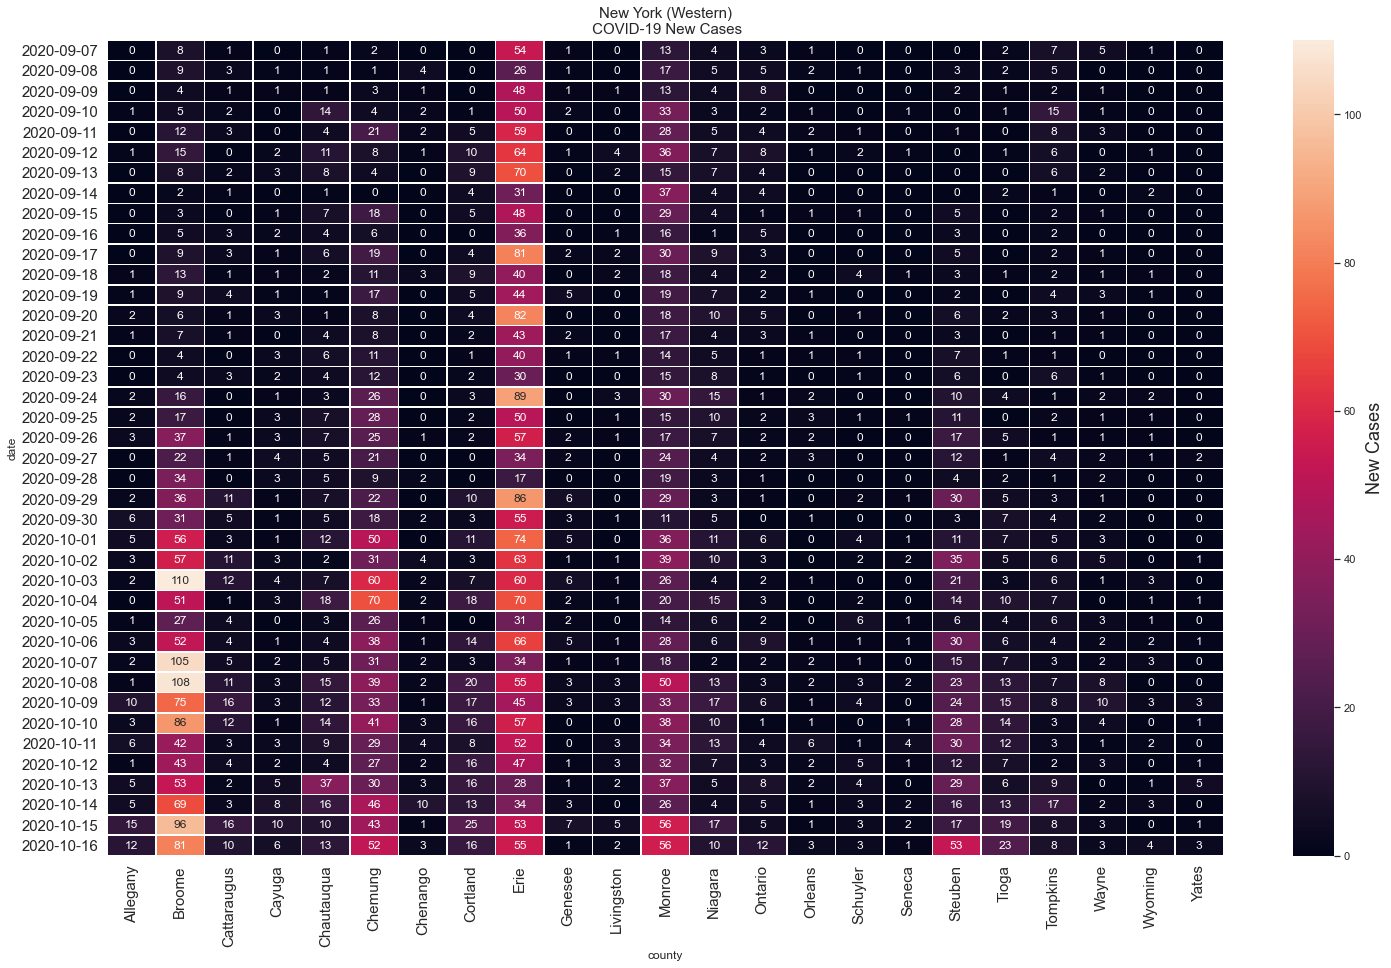 New York (Western)
COVID-19 New Cases
2020-09-07 0 8 1 0 1 2 0 0 54 1 0 13 4 3 1 0 0 0 2 7 5 1 0
2020-09-08 0 9 3 1 1 1 4 0 26 1 0 17 5 5 2 1 0 3 2 5 0 0 0
2020-09-09 0 4 1 1 1 3 1 0 48 1 1 13 4 8 0 0 0 2 1 2 1 0 0
2020-09-10 1 5 2 0 14 4 2 1 50 2 0 33 3 2 1 0 1 0 1 15 1 0 0
2020-09-11 0 12 3 0 4 21 2 5 59 0 0 28 5 4 2 1 0 1 0 8 3 0 0
2020-09-12 1 15 0 2 11 8 1 10 64 1 4 36 7 8 1 2 1 0 1 6 0 1 0
2020-09-13 0 8 2 3 8 4 0 9 70 0 2 15 7 4 0 0 0 0 0 6 2 0 0
2020-09-14 0 2 1 0 1 0 0 4 31 0 0 37 4 4 0 0 0 0 2 1 0 2 0
2020-09-15 0 3 0 1 7 18 0 5 48 0 0 29 4 1 1 1 0 5 0 2 1 0 0
2020-09-16 0 5 3 2 4 6 0 0 36 0 1 16 1 5 0 0 0 3 0 2 0 0 0
2020-09-17 0 9 3 1 6 19 0 4 81 2 2 30 9 3 0 0 0 5 0 2 1 0 0
2020-09-18 1 13 1 1 2 11 3 9 40 0 2 18 4 2 0 4 1 3 1 2 1 1 0
2020-09-19 1 9 4 1 1 17 0 5 44 5 0 19 7 2 1 0 0 2 0 4 3 1 0
2020-09-20 2 6 1 3 1 8 0 4 82 2 0 18 10 5 0 1 0 6 2 3 1 0 0
2020-09-21 1 7 1 0 4 8 0 2 43 2 0 17 4 3 1 0 0 3 0 1 1 0 0
2020-09-22 0 4 0 3 6 11 0 1 40 1 1 14 5 1 1 1 0 7 1 1 0 0 0
2020-09-23 0 4 3 2 4 12 0 2 30 0 0 15 8 1 0 1 0 6 0 6 1 0 0
2020-09-24 2 16 0 1 3 26 0 3 89 0 3 30 15 1 2 0 0 10 4 1 2 2 0
2020-09-25 2 17 0 3 7 28 0 2 50 0 1 15 10 2 3 1 1 11 0 2 1 1 0
2020-09-26 3 37 1 3 7 25 1 2 57 2 1 17 7 2 2 0 0 17 5 1 1 1 0
2020-09-27 0 22 1 4 5 21 0 0 34 2 0 24 4 2 3 0 0 12 1 4 2 1 2
2020-09-28 0 34 0 3 5 9 2 0 17 0 0 19 3 1 0 0 0 4 2 1 2 0 0
2020-09-29 2 36 11 1 7 22 0 10 86 6 0 29 3 1 0 2 1 30 5 3 1 0 0
2020-09-30 6 31 5 1 5 18 2 3 55 3 1 11 5 0 1 0 0 3 7 4 2 0 0
2020-10-01 5 56 3 1 12 50 0 11 74 5 0 36 11 6 0 4 1 11 7 5 3 0 0
2020-10-02 3 57 11 3 2 31 4 3 63 1 1 39 10 3 0 2 2 35 5 6 5 0 1
2020-10-03 2 110 12 4 7 60 2 7 60 6 1 26 4 2 1 0 0 21 3 6 1 3 0
2020-10-04 0 51 1 3 18 70 2 18 70 2 1 20 15 3 0 2 0 14 10 7 0 1 1
2020-10-05 1 27 4 0 3 26 1 0 31 2 0 14 6 2 0 6 1 6 4 6 3 1 0
2020-10-06 3 52 4 1 4 38 1 14 66 5 1 28 6 9 1 1 1 30 6 4 2 2 1
2020-10-07 2 105 5 2 5 31 2 3 34 1 1 18 2 2 2 1 0 15 7 3 2 3 0
2020-10-08 1 108 11 3 15 39 2 20 55 3 3 50 13 3 2 2 2 23 13 7 8 0 0
2020-10-09 10 75 16 3 12 33 1 17 45 3 3 33 17 6 1 4 0 24 15 8 10 3 3
2020-10-10 3 86 12 1 14 41 3 16 57 0 0 38 10 1 1 0 1 28 14 3 4 0 1
2020-10-11 6 42 3 3 9 29 4 8 52 0 3 34 13 4 6 1 4 30 12 3 1 2 0
2020-10-12 1 43 4 2 4 27 2 16 47 1 3 32 7 3 2 5 1 12 7 2 3 0 1
2020-10-13 5 53 2 5 37 30 3 16 28 1 2 37 5 8 2 4 0 29 6 9 0 1 5
2020-10-14 5 69 3 8 16 46 10 13 34 3 0 26 4 5 1 3 2 16 13 17 2 3 0
2020-10-15 15 96 16 10 10 43 1 25 53 7 5 56 17 5 1 3 2 17 19 8 3 0 1
2020-10-16 12 81 10 6 13 52 3 16 55 1 2 56 10 12 3 3 1 53 23 8 3 4 3
Allegany Broome Cattaraugus Cayuga Chautauqua Chemung Chenango Cortland Erie Genesee Livingston Monroe Niagara Ontario Orleans Schuyler Seneca Steuben Tioga Tompkins Wayne Wyoming Yates
county
date
100
80
60
40
20
0
New Cases